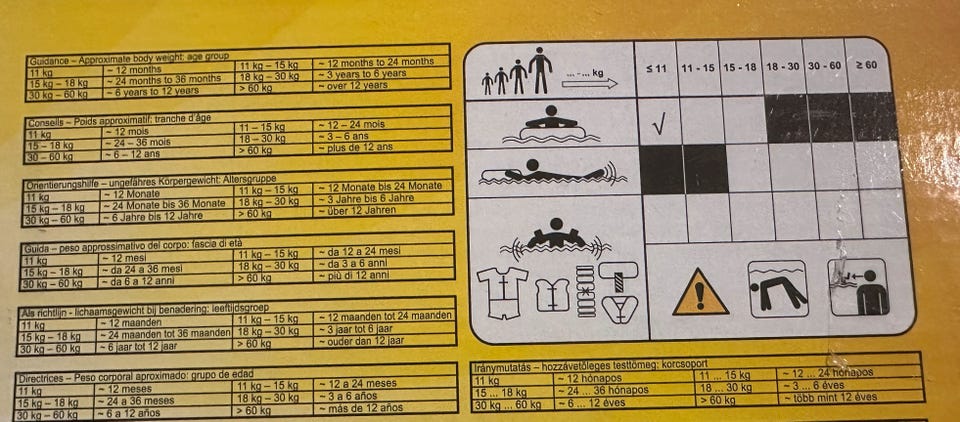 Guidance – Approximate body weight: age group
11 kg ~ 12 months 11 kg – 15 kg ~ 12 months to 24 months
15 kg – 18 kg ~ 24 months to 36 months 18 kg – 30 kg ~ 3 years to 6 years
30 kg – 60 kg ~ 6 years to 12 years > 60 kg ~ over 12 years
Conseils – Poids approximatif: tranche d'âge
11 kg ~ 12 mois 11 – 15 kg ~ 12 – 24 mois
15 – 18 kg ~ 24 – 36 mois 18 – 30 kg ~ 3 – 6 ans
30 – 60 kg ~ 6 – 12 ans > 60 kg ~ plus de 12 ans
Orientierungshilfe – ungefähres Körpergewicht: Altersgruppe
11 kg ~ 12 Monate 11 kg – 15 kg ~ 12 Monate bis 24 Monate
15 kg – 18 kg ~ 24 Monate bis 36 Monate 18 kg – 30 kg ~ 3 Jahre bis 6 Jahre
30 kg – 60 kg ~ 6 Jahre bis 12 Jahre > 60 kg ~ über 12 Jahren
Guida – peso approssimativo del corpo: fascia di età
11 kg ~ 12 mesi 11 kg – 15 kg ~ da 12 a 24 mesi
15 kg – 18 kg ~ da 24 a 36 mesi 18 kg – 30 kg ~ da 3 a 6 anni
30 kg – 60 kg ~ da 6 a 12 anni > 60 kg ~ più di 12 anni
Als richtlijn - lichaamsgewicht bij benadering: leeftijdsgroep
11 kg ~ 12 maanden 11 kg – 15 kg ~ 12 maanden tot 24 maanden
15 kg – 18 kg ~ 24 maanden tot 36 maanden 18 kg – 30 kg ~ 3 jaar tot 6 jaar
30 kg – 60 kg ~ 6 jaar tot 12 jaar > 60 kg ~ ouder dan 12 jaar
Directrices – Peso corporal aproximado: grupo de edad
11 kg ~ 12 meses 11 kg – 15 kg ~ 12 a 24 meses
15 kg – 18 kg ~ 24 a 36 meses 18 kg – 30 kg ~ 3 a 6 años
30 kg – 60 kg ~ 6 a 12 años > 60 kg ~ más de 12 años
... - ... kg ≤ 11 11 - 15 15 - 18 18 - 30 30 - 60 ≥ 60
√
!
Iránymutatás – hozzávetőleges testtömeg: korcsoport
11 kg ~ 12 hónapos 11 ... 15 kg ~ 12 ... 24 hónapos
15 ... 18 kg ~ 24 ... 36 hónapos 18 ... 30 kg ~ 3 ... 6 éves
30 ... 60 kg ~ 6 ... 12 éves > 60 kg ~ több mint 12 éves